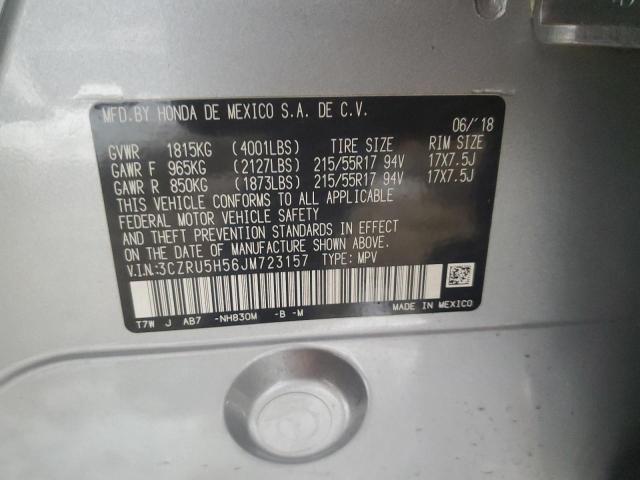 MFD.BY HONDA DE MEXICO S.A. DE C.V.
06/'18
GVWR 1815KG (4001LBS) TIRE SIZE RIM SIZE
GAWR F 965KG (2127LBS) 215/55R17 94V 17X7.5J
GAWR R 850KG (1873LBS) 215/55R17 94V 17X7.5J
THIS VEHICLE CONFORMS TO ALL APPLICABLE
FEDERAL MOTOR VEHICLE SAFETY
AND THEFT PREVENTION STANDARDS IN EFFECT
ON THE DATE OF MANUFACTURE SHOWN ABOVE.
V.I.N.:3CZRU5H56JM723157 TYPE: MPV
T7W J AB7 -NH830M -B -M MADE IN MEXICO